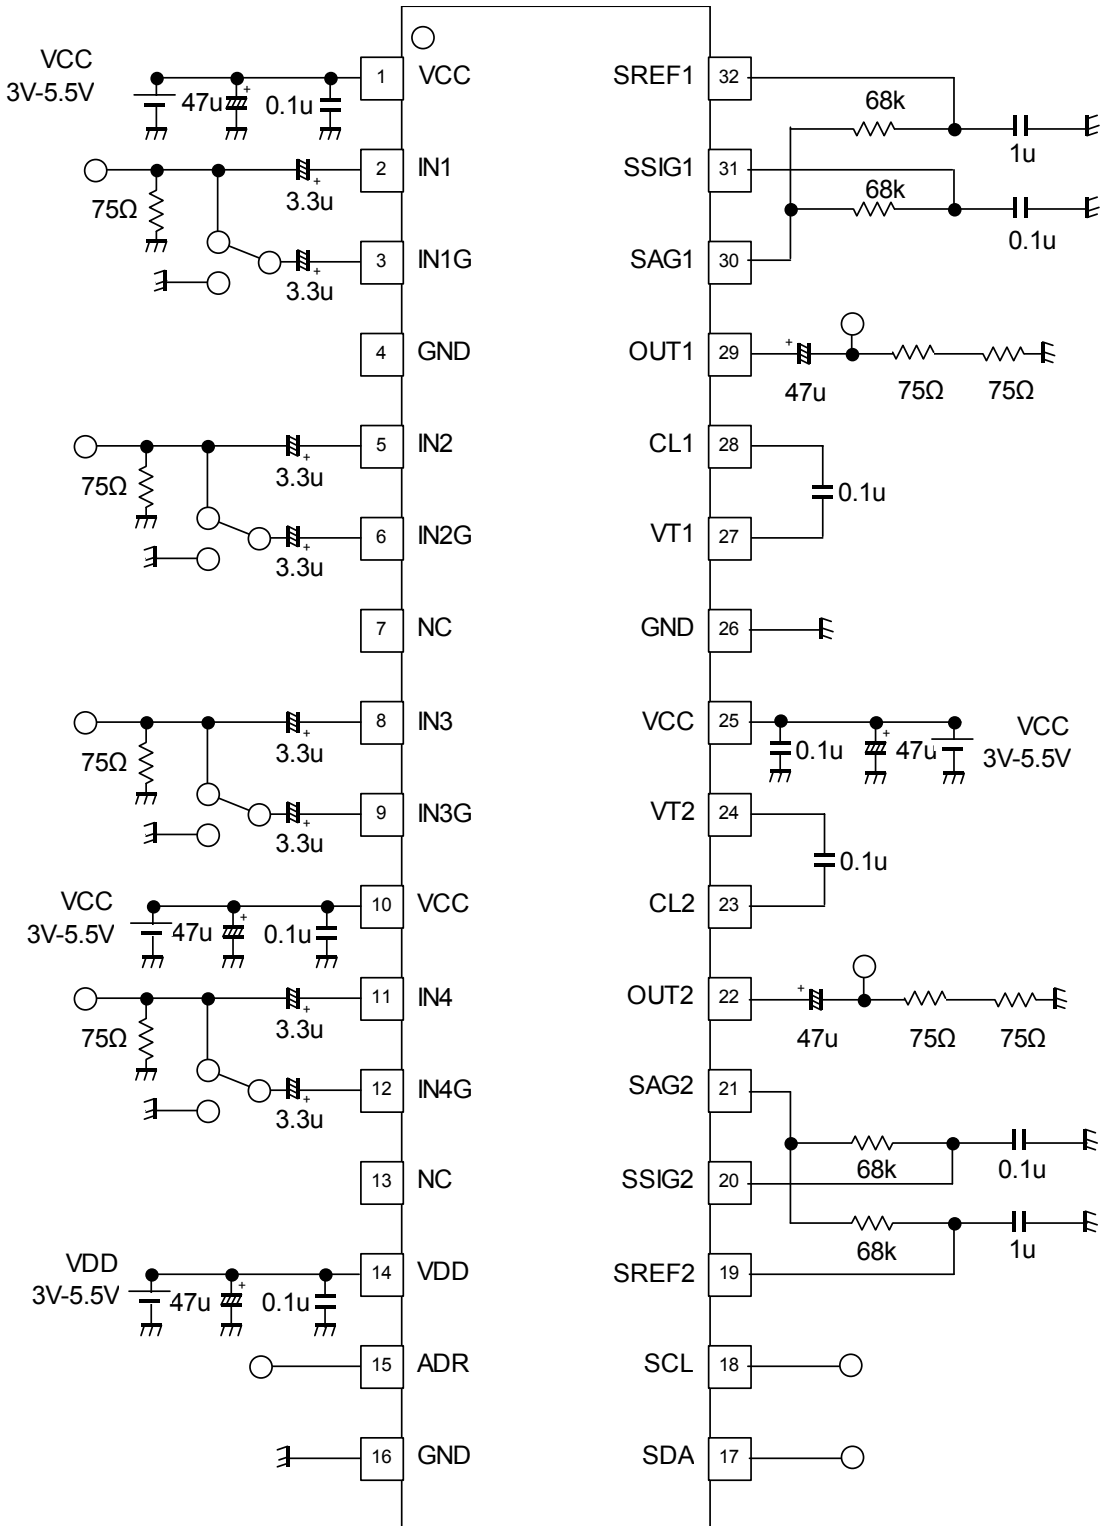 VCC
3V-5.5V
47u
+
0.1u
1
VCC
SREF1
32
68k
1u
75Ω
3.3u
+
2
IN1
SSIG1
31
68k
0.1u
3.3u
+
3
IN1G
SAG1
30
4
GND
OUT1
29
+
47u
75Ω
75Ω
75Ω
3.3u
+
5
IN2
CL1
28
0.1u
3.3u
+
6
IN2G
VT1
27
7
NC
GND
26
75Ω
3.3u
+
8
IN3
VCC
25
0.1u
+
47u
VCC
3V-5.5V
3.3u
+
9
IN3G
VT2
24
0.1u
VCC
3V-5.5V
47u
+
0.1u
10
VCC
CL2
23
75Ω
3.3u
+
11
IN4
OUT2
22
+
47u
75Ω
75Ω
3.3u
+
12
IN4G
SAG2
21
68k
0.1u
13
NC
SSIG2
20
68k
1u
VDD
3V-5.5V
47u
+
0.1u
14
VDD
SREF2
19
15
ADR
SCL
18
16
GND
SDA
17